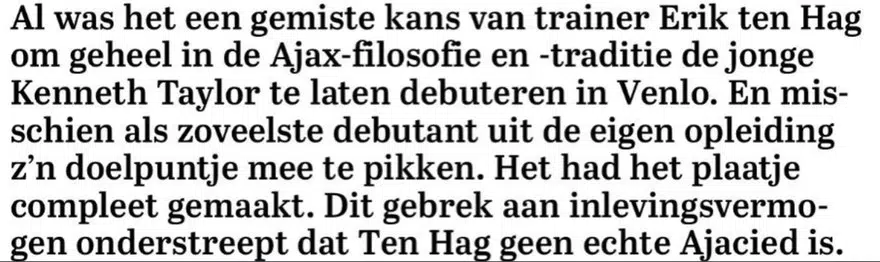 Al was het een gemiste kans van trainer Erik ten Hag
om geheel in de Ajax-filosofie en -traditie de jonge
Kenneth Taylor te laten debuteren in Venlo. En mis-
schien als zoveelste debutant uit de eigen opleiding
z’n doelpuntje mee te pikken. Het had het plaatje
compleet gemaakt. Dit gebrek aan inlevingsvermo-
gen onderstreept dat Ten Hag geen echte Ajacied is.